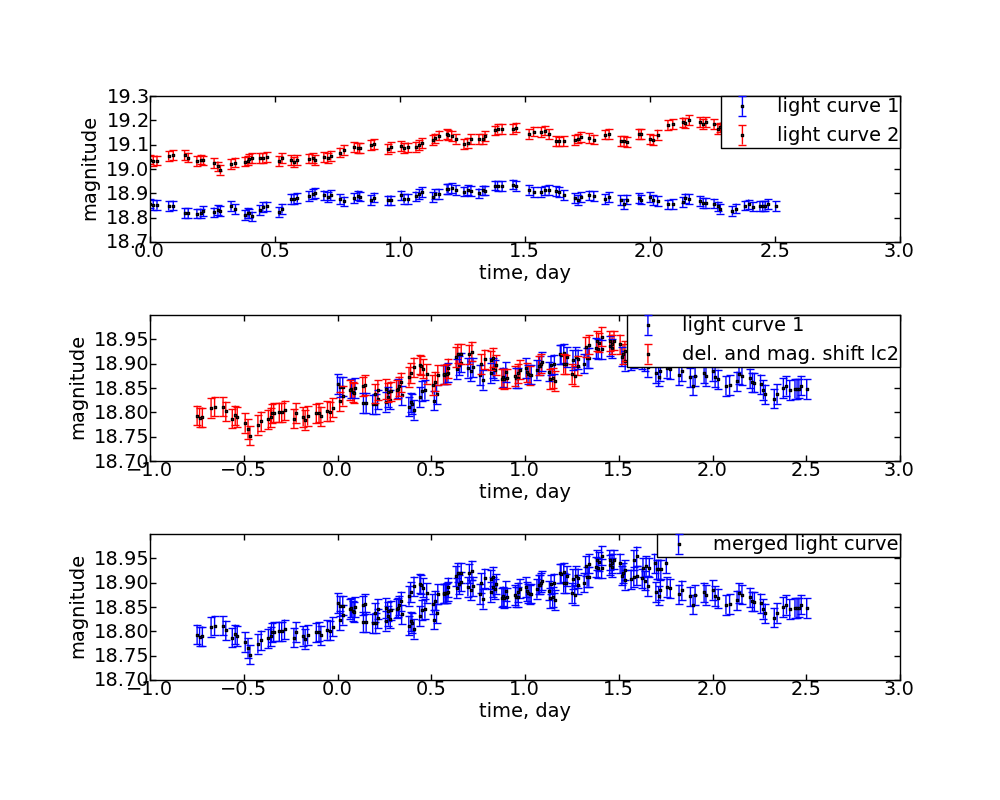 19.3
19.2
19.1
19.0
18.9
18.8
18.7
magnitude
light curve 1
light curve 2
0.0 0.5 1.0 1.5 2.0 2.5 3.0
time, day
18.95
18.90
18.85
18.80
18.75
18.70
magnitude
light curve 1
del. and mag. shift lc2
−1.0 −0.5 0.0 0.5 1.0 1.5 2.0 2.5 3.0
time, day
18.95
18.90
18.85
18.80
18.75
18.70
magnitude
merged light curve
−1.0 −0.5 0.0 0.5 1.0 1.5 2.0 2.5 3.0
time, day